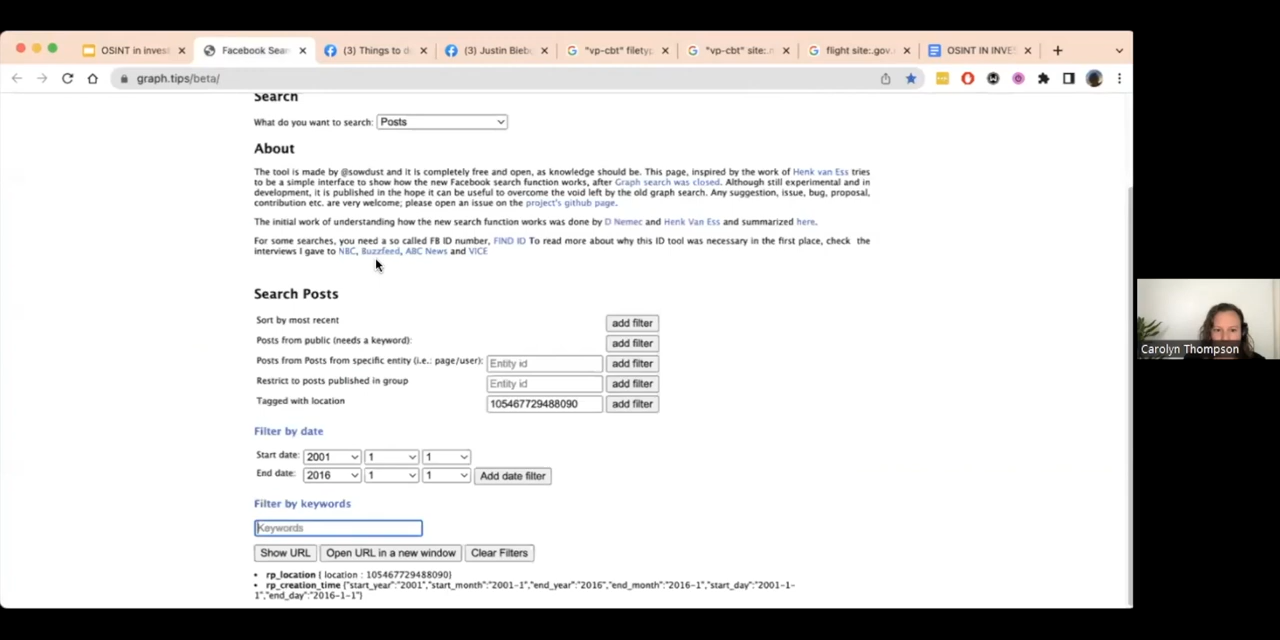 OSINT in invest
Facebook Sear
(3) Things to d
(3) Justin Biebe
"vp-cbt" filetyp
"vp-cbt" site:.m
flight site:.gov.
OSINT IN INVES
graph.tips/beta/
Search
What do you want to search: Posts
About
The tool is made by @sowdust and it is completely free and open, as knowledge should be. This page, inspired by the work of Henk van Ess tries
to be a simple interface to show how the new Facebook search function works, after Graph search was closed. Although still experimental and in
development, it is published in the hope it can be useful to overcome the void left by the old graph search. Any suggestion, issue, bug, proposal,
contribution etc. are very welcome; please open an issue on the project's github page.
The initial work of understanding how the new search function works was done by D Nemec and Henk Van Ess and summarized here.
For some searches, you need a so called FB ID number, FIND ID To read more about why this ID tool was necessary in the first place, check the
interviews I gave to NBC, Buzzfeed, ABC News and VICE
Search Posts
Sort by most recent add filter
Posts from public (needs a keyword): add filter
Posts from Posts from specific entity (i.e.: page/user): Entity id add filter
Restrict to posts published in group Entity id add filter
Tagged with location 105467729488090 add filter
Filter by date
Start date: 2001 1 1
End date: 2016 1 1 Add date filter
Filter by keywords
Keywords
Show URL Open URL in a new window Clear Filters
• rp_location { location : 105467729488090}
• rp_creation_time {"start_year":"2001","start_month":"2001-1","end_year":"2016","end_month":"2016-1","start_day":"2001-1-
1","end_day":"2016-1-1"}
Carolyn Thompson